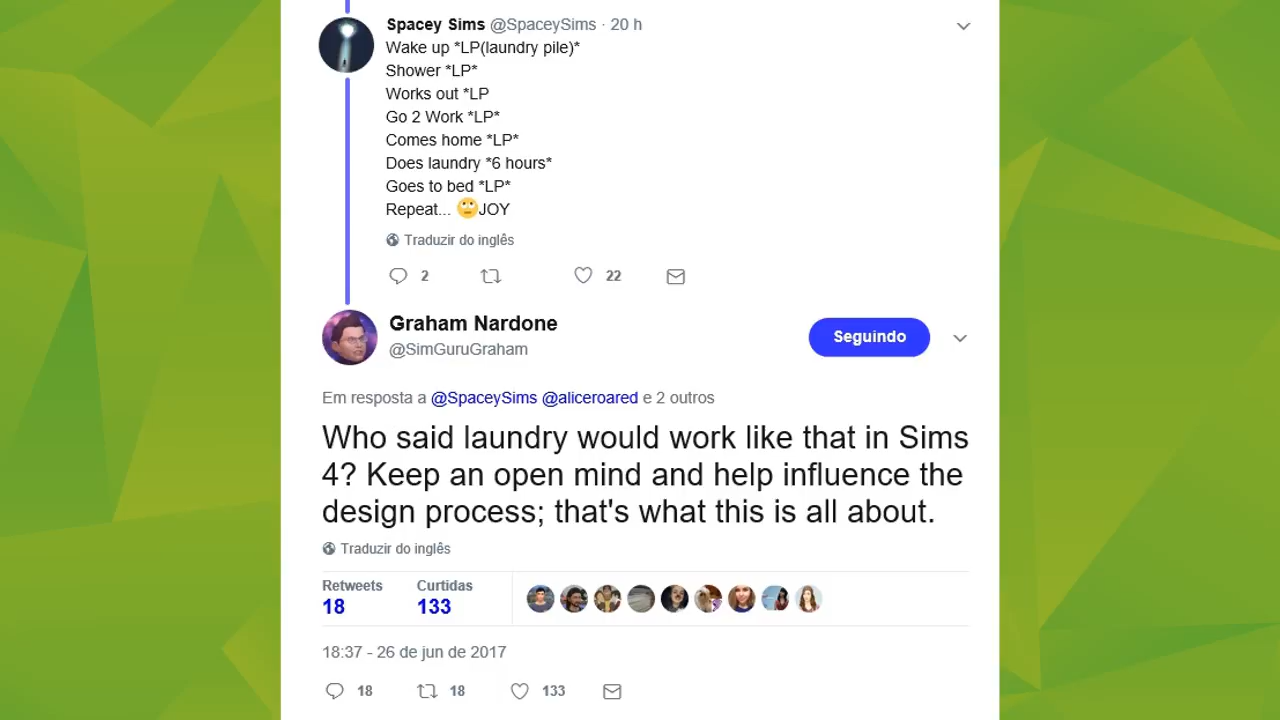 Spacey Sims @SpaceySims · 20 h
Wake up *LP(laundry pile)*
Shower *LP*
Works out *LP
Go 2 Work *LP*
Comes home *LP*
Does laundry *6 hours*
Goes to bed *LP*
Repeat... 🙄JOY
Traduzir do inglês
2 22
Graham Nardone
Seguindo
@SimGuruGraham
Em resposta a @SpaceySims @aliceroared e 2 outros
Who said laundry would work like that in Sims
4? Keep an open mind and help influence the
design process; that's what this is all about.
Traduzir do inglês
Retweets Curtidas
18 133
18:37 - 26 de jun de 2017
18 18 133